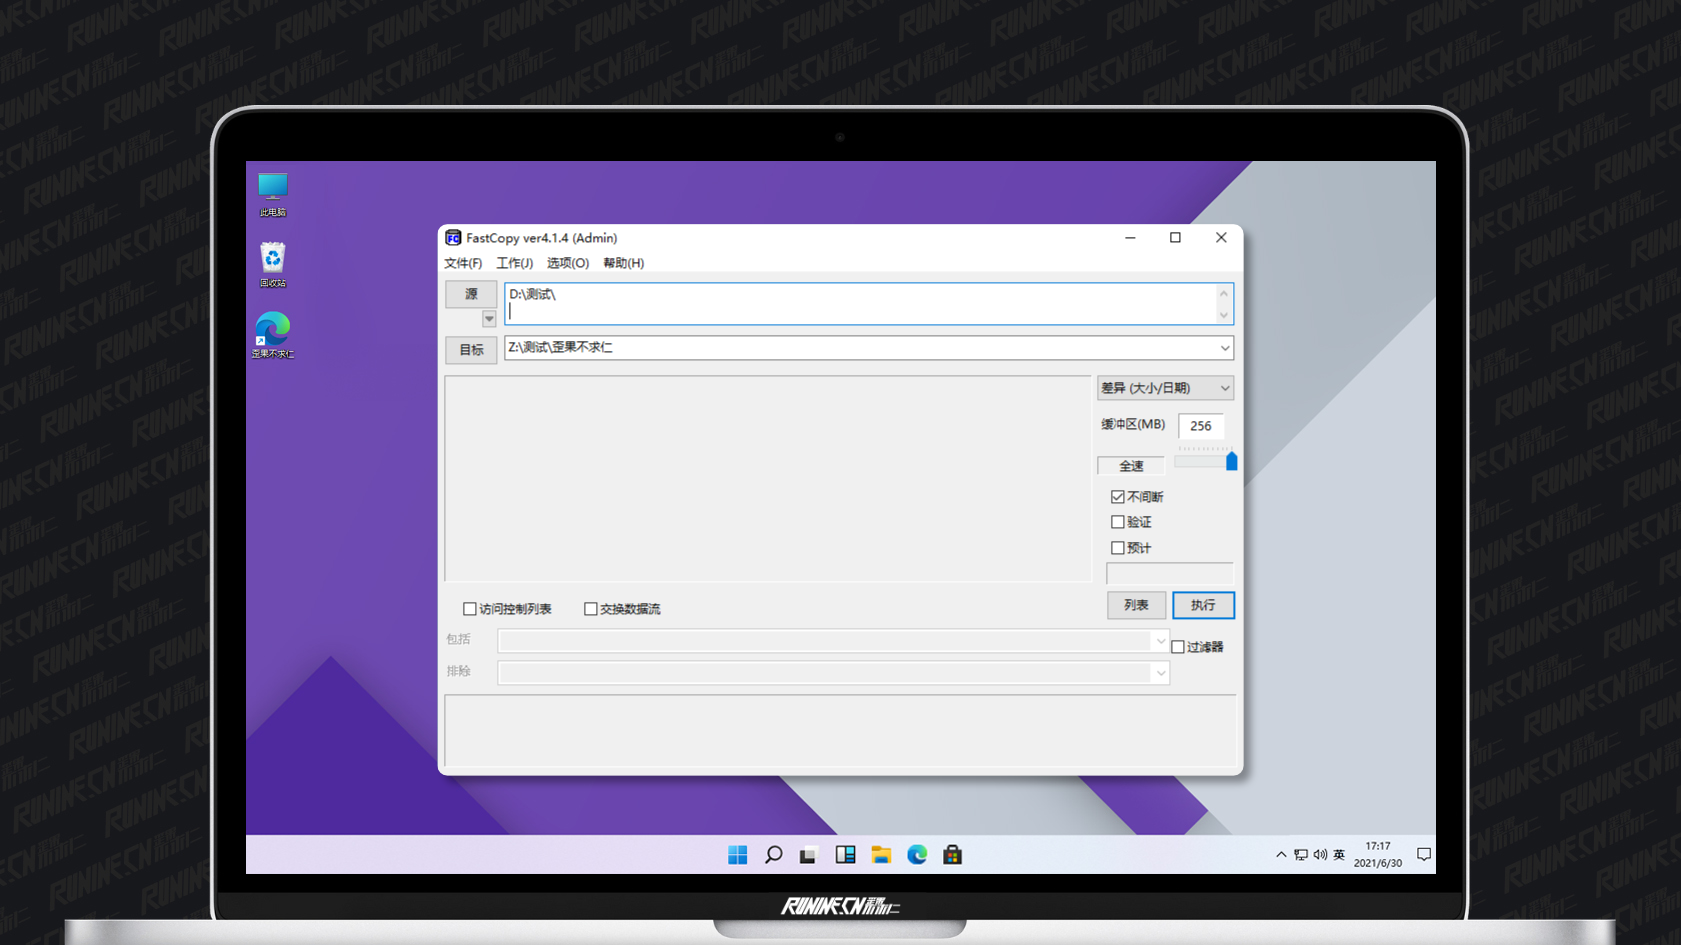 此电脑
回收站
歪果不求仁
FastCopy ver4.1.4 (Admin)
文件(F) 工作(J) 选项(O) 帮助(H)
源
D:\测试\
目标
Z:\测试\歪果不求仁
差异 (大小/日期)
缓冲区(MB)
256
全速
不间断
验证
预计
访问控制列表
交换数据流
列表
执行
包括
过滤器
排除
英
17:17
2021/6/30
RUNINE.CN